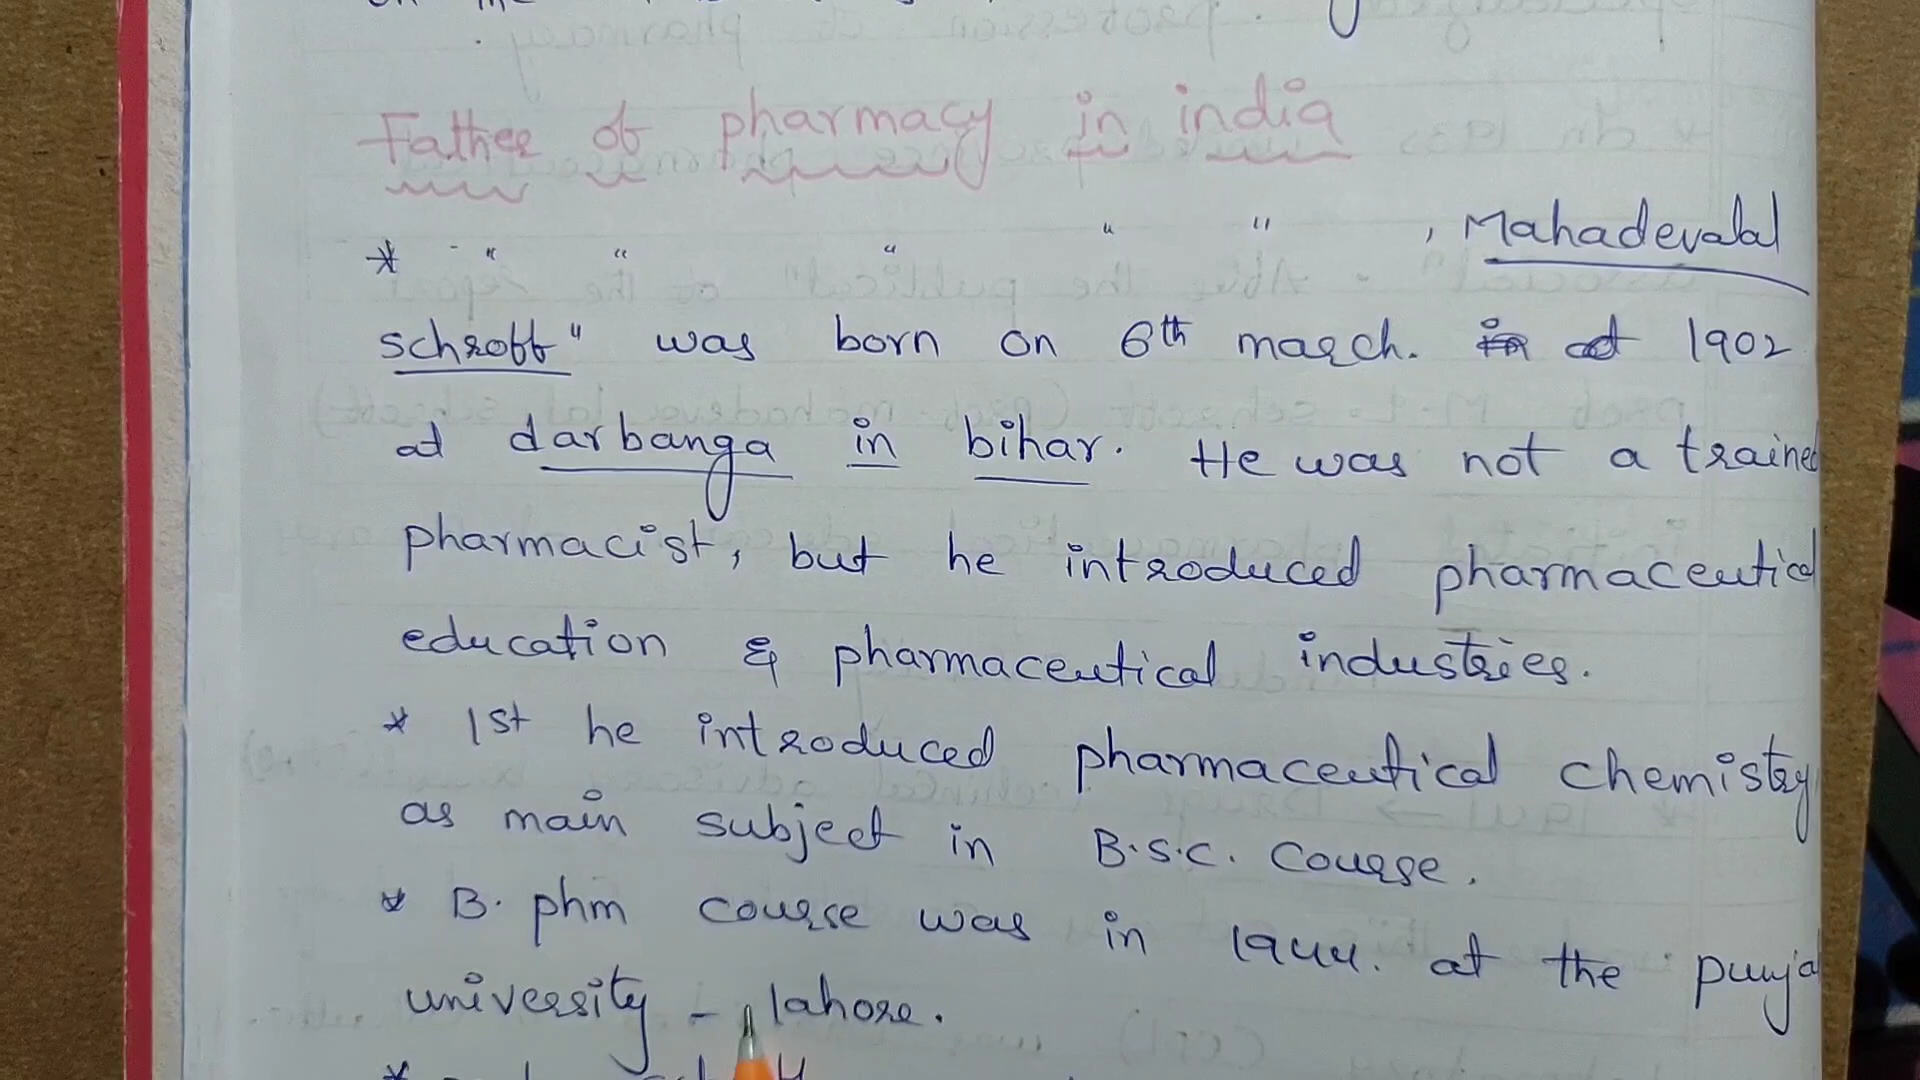 Father of pharmacy in india
* - " " " " " , Mahadevalal
schroff" was born on 6th march. 1902
at darbanga in bihar. He was not a trained
pharmacist, but he introduced pharmaceutical
education & pharmaceutical industries.
* 1st he introduced pharmaceutical chemistry
as main subject in B.s.c. course.
* B. phm course was in 1944. at the punja
university - lahore.